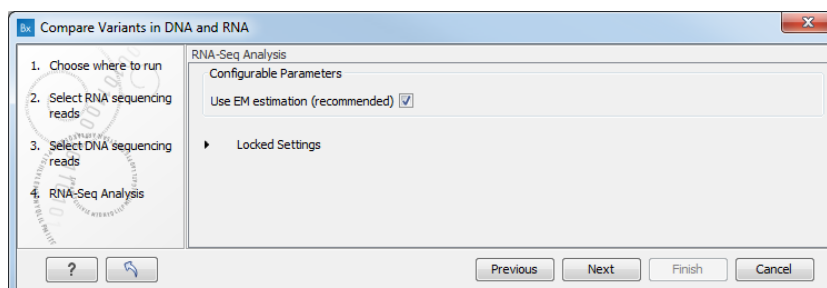 Bx Compare Variants in DNA and RNA
1. Choose where to run
2. Select RNA sequencing
reads
3. Select DNA sequencing
reads
4. RNA-Seq Analysis
RNA-Seq Analysis
Configurable Parameters
Use EM estimation (recommended)
Locked Settings
?
Previous
Next
Finish
Cancel